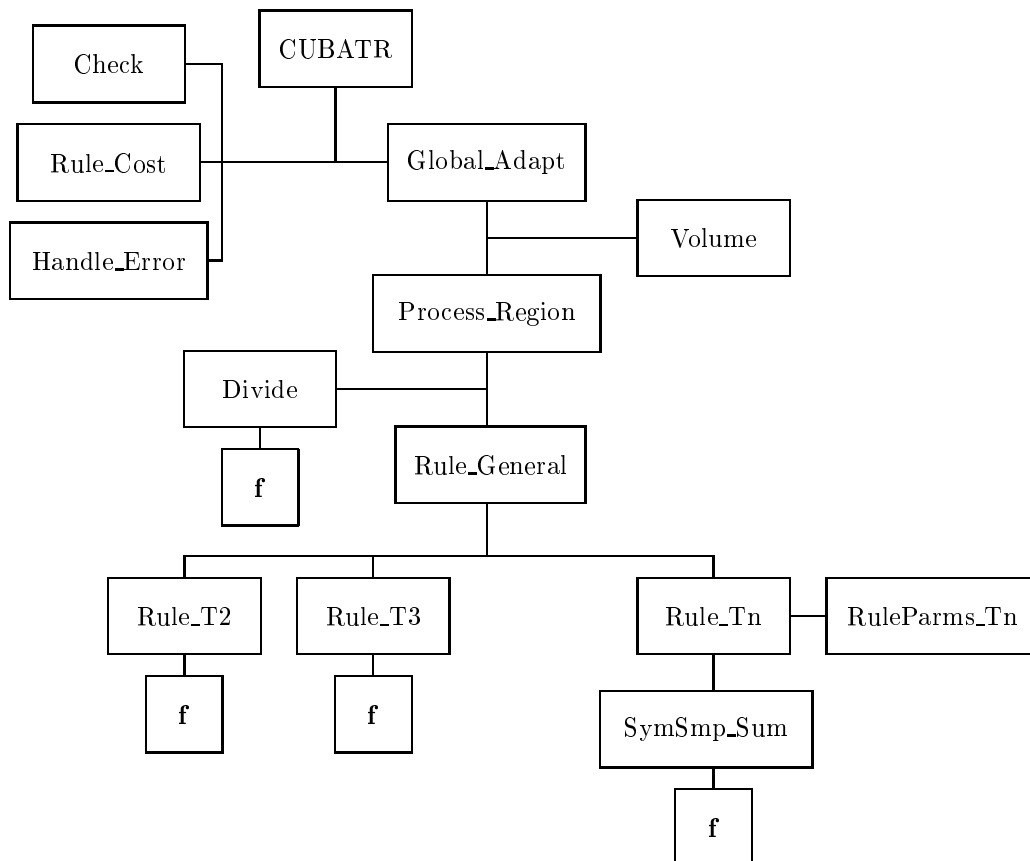 CUBATR
Check
Rule_Cost
Global_Adapt
Handle_Error
Volume
Process_Region
Divide
Rule_General
f
Rule_T2
Rule_T3
Rule_Tn
RuleParms_Tn
f
f
SymSmp_Sum
f